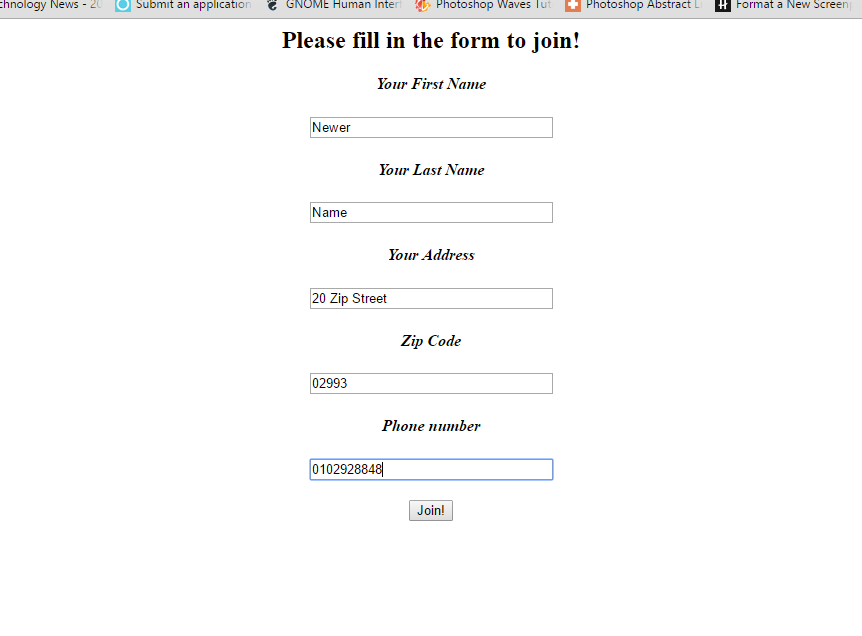 chnology News - 20 Submit an application GNOME Human Interf Photoshop Waves Tut Photoshop Abstract L Format a New Screenp
Please fill in the form to join!
Your First Name
Newer
Your Last Name
Name
Your Address
20 Zip Street
Zip Code
02993
Phone number
0102928848
Join!